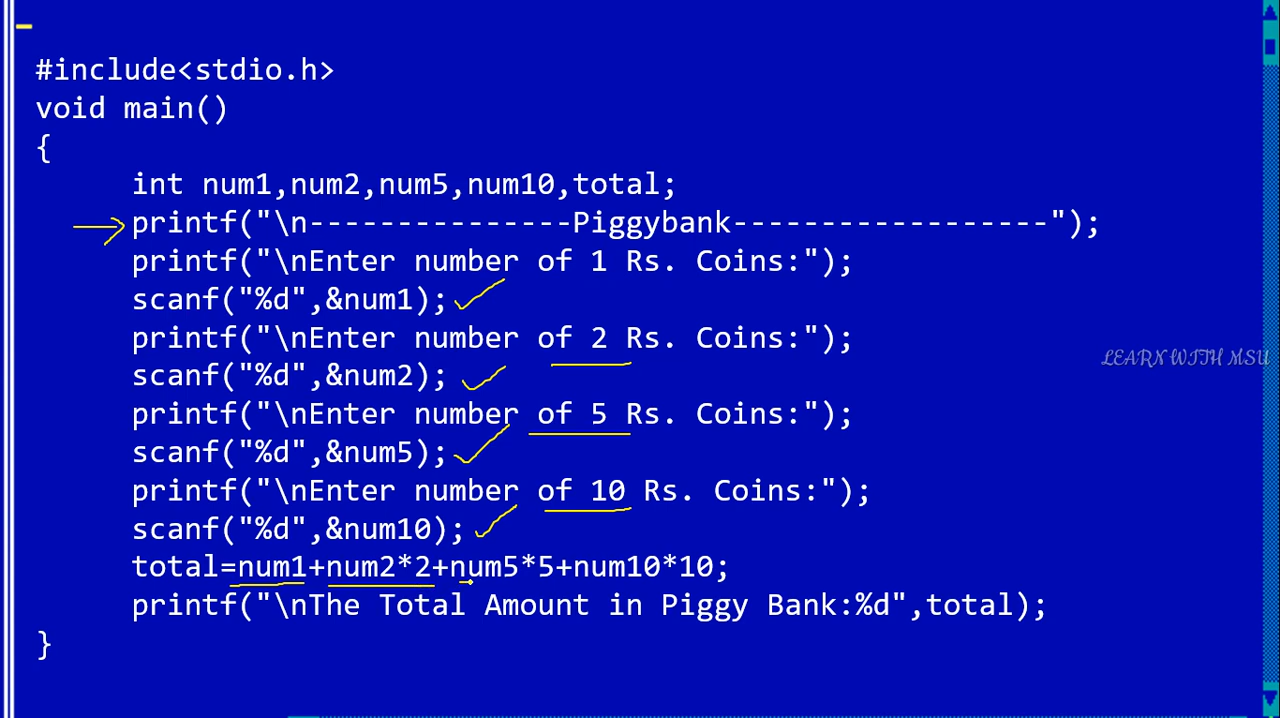 #include<stdio.h>
void main()
{
int num1,num2,num5,num10,total;
printf("\n---------------Piggybank------------------");
printf("\nEnter number of 1 Rs. Coins:");
scanf("%d",&num1);
printf("\nEnter number of 2 Rs. Coins:");
scanf("%d",&num2);
printf("\nEnter number of 5 Rs. Coins:");
scanf("%d",&num5);
printf("\nEnter number of 10 Rs. Coins:");
scanf("%d",&num10);
total=num1+num2*2+num5*5+num10*10;
printf("\nThe Total Amount in Piggy Bank:%d",total);
}
LEARN WITH MSU